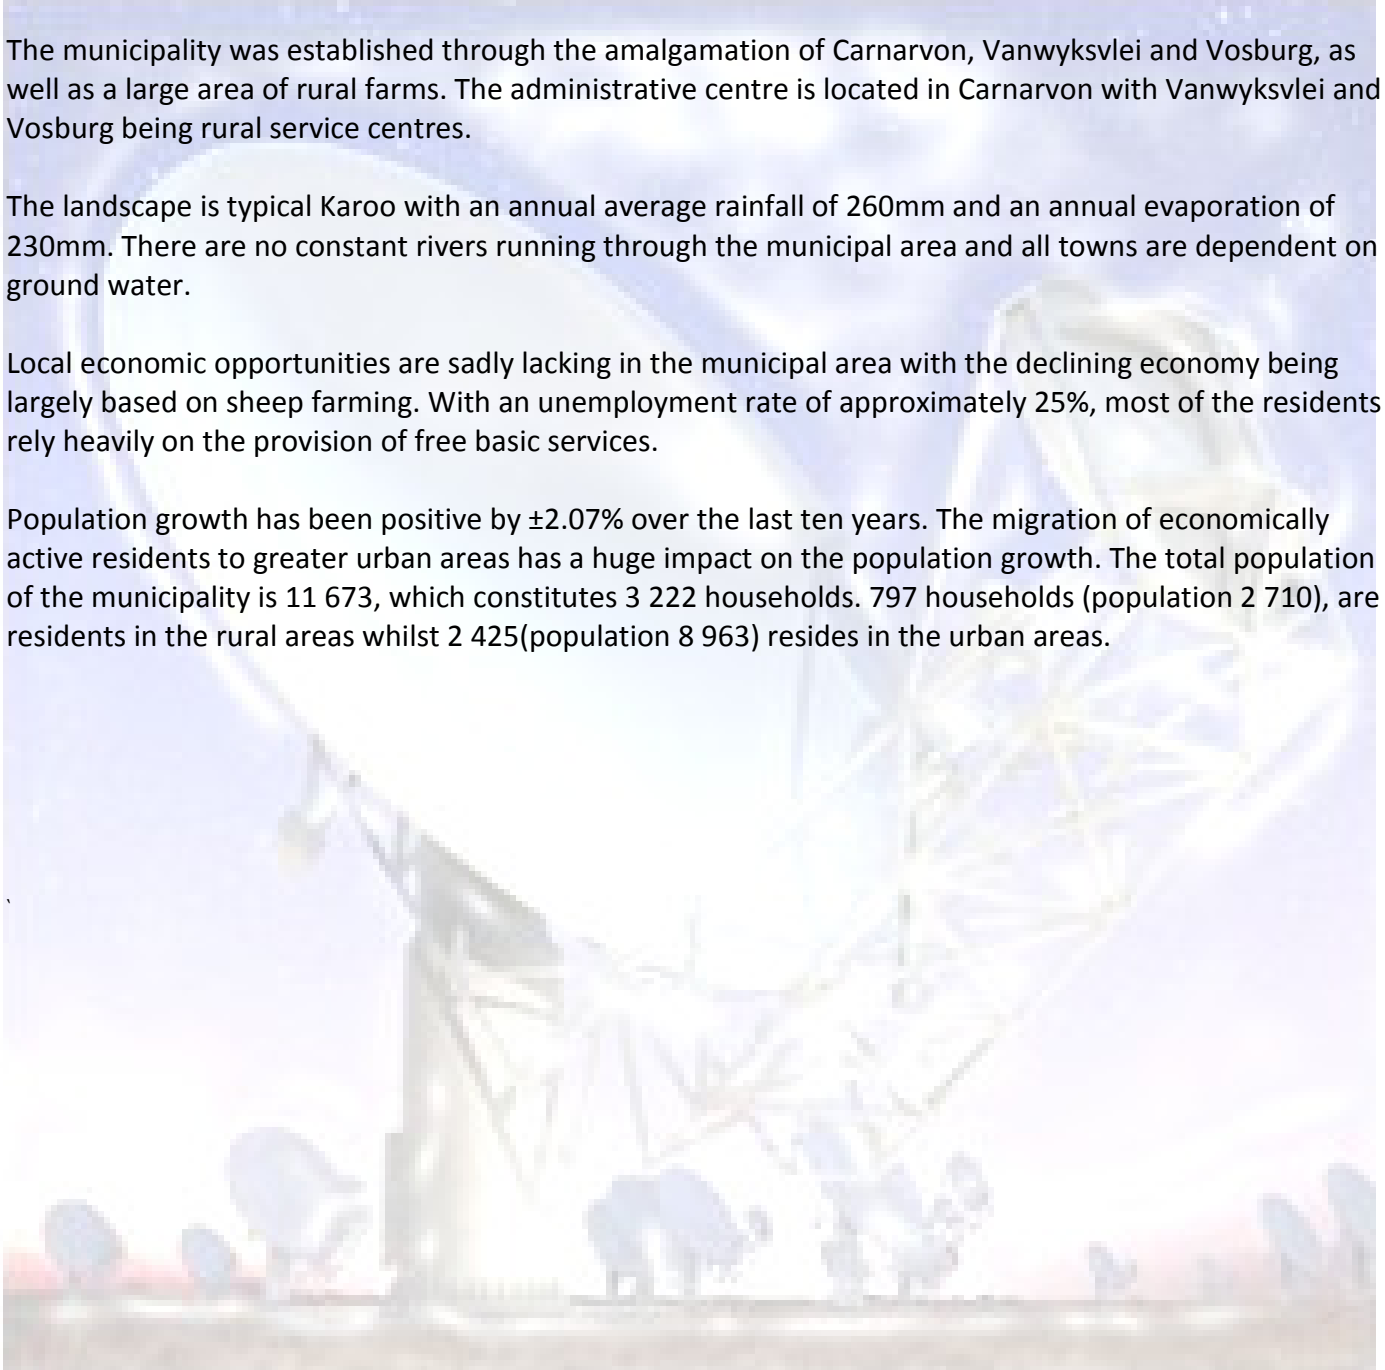 The municipality was established through the amalgamation of Carnarvon, Vanwyksvlei and Vosburg, as
well as a large area of rural farms. The administrative centre is located in Carnarvon with Vanwyksvlei and
Vosburg being rural service centres.
The landscape is typical Karoo with an annual average rainfall of 260mm and an annual evaporation of
230mm. There are no constant rivers running through the municipal area and all towns are dependent on
ground water.
Local economic opportunities are sadly lacking in the municipal area with the declining economy being
largely based on sheep farming. With an unemployment rate of approximately 25%, most of the residents
rely heavily on the provision of free basic services.
Population growth has been positive by ±2.07% over the last ten years. The migration of economically
active residents to greater urban areas has a huge impact on the population growth. The total population
of the municipality is 11 673, which constitutes 3 222 households. 797 households (population 2 710), are
residents in the rural areas whilst 2 425(population 8 963) resides in the urban areas.
`